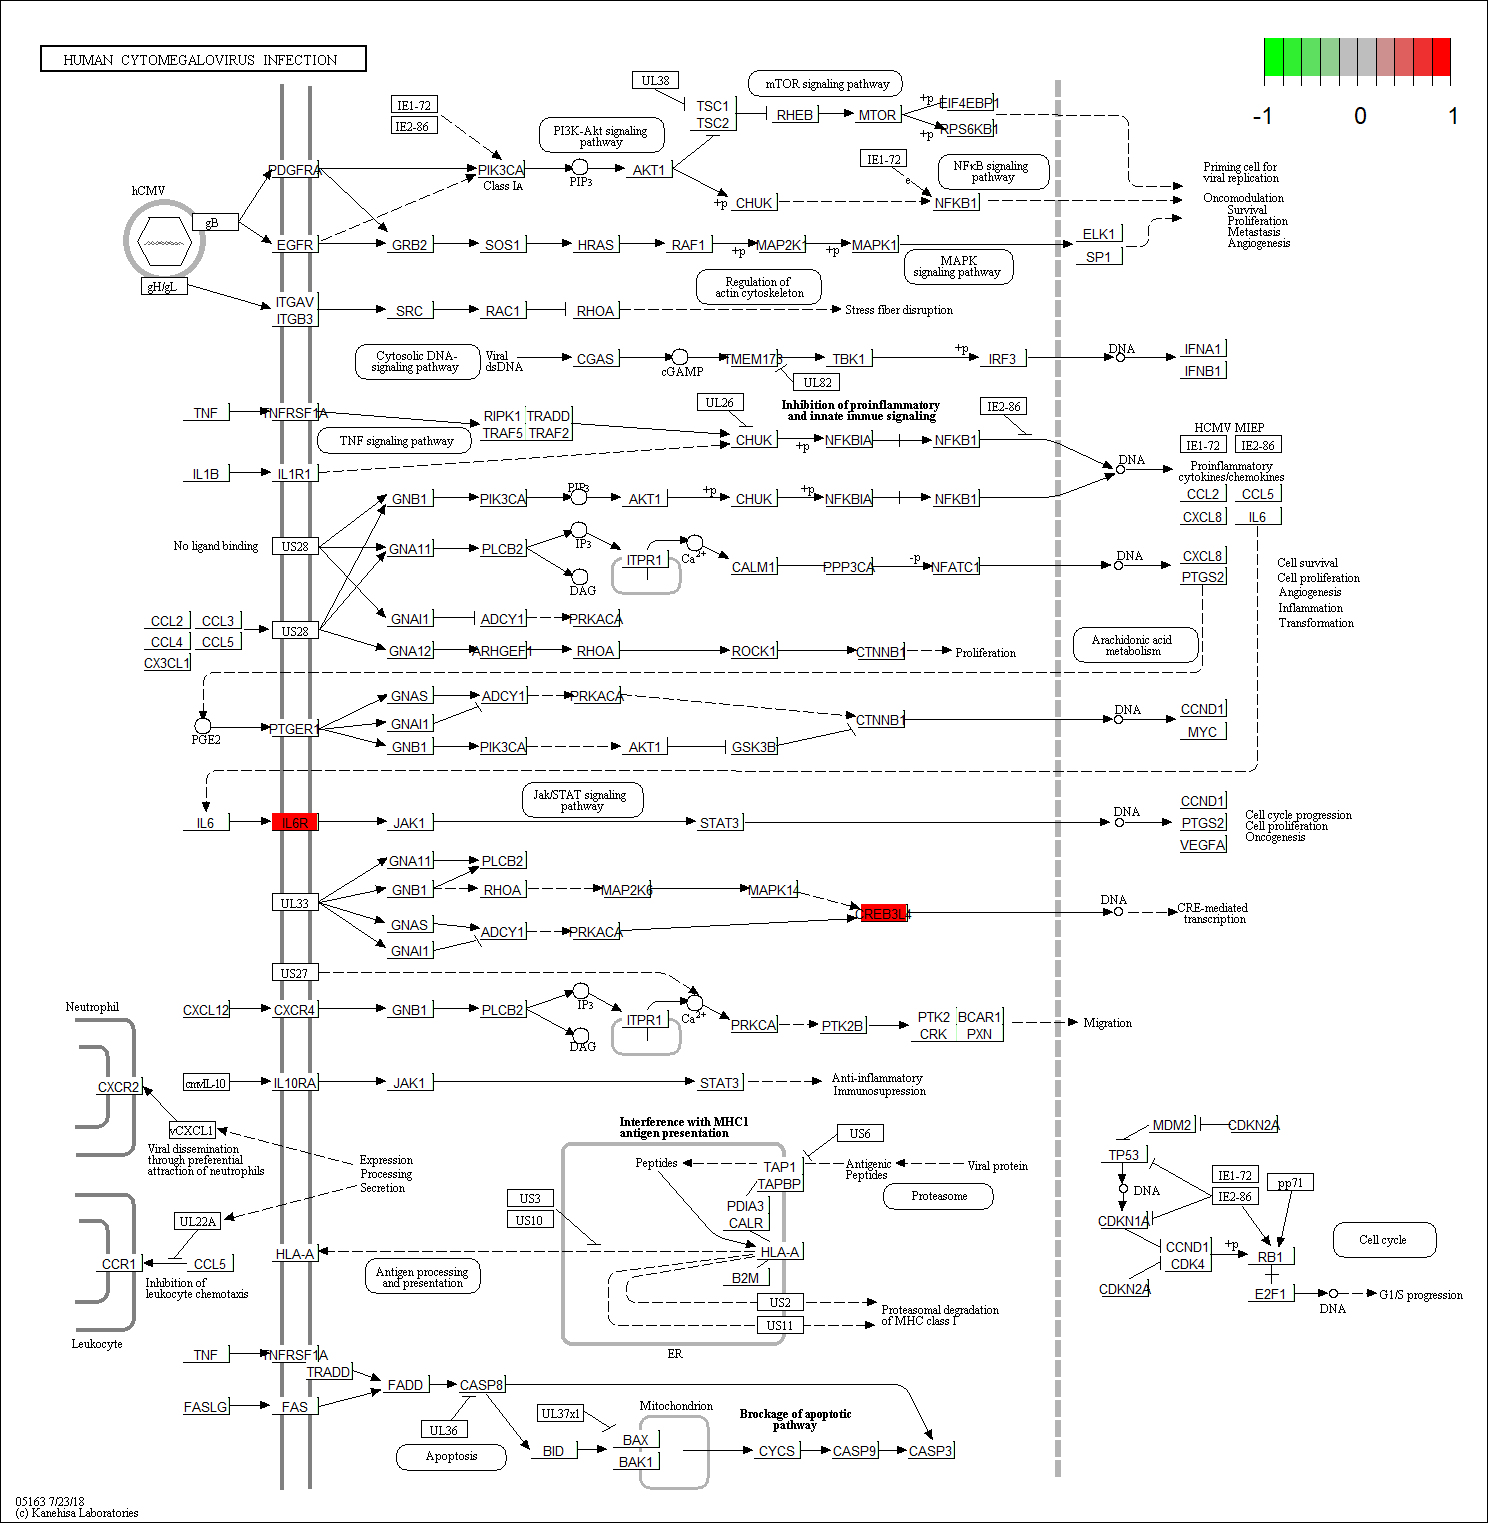 HUMAN CYTOMEGALOVIRUS INFECTION
-1 0 1
UL38
mTOR signaling pathway
IE1-72
IE2-86
PI3K-Akt signaling
pathway
TSC1
TSC2
RHEB
MTOR
+p
EIF4EBP1
+p
RPS6KB1
hCMV
gB
gH/gL
PDGFRA
PIK3CA
Class IA
PIP3
AKT1
IE1-72
NFκB signaling
pathway
Priming cell for
viral replication
+p
CHUK
e
NFKB1
Oncomodulation
Survival
Proliferation
Metastasis
Angiogenesis
EGFR
GRB2
SOS1
HRAS
RAF1
+p
MAP2K1
+p
MAPK1
ELK1
SP1
MAPK
signaling pathway
Regulation of
actin cytoskeleton
ITGAV
ITGB3
SRC
RAC1
RHOA
Stress fiber disruption
Cytosolic DNA-
signaling pathway
Viral
dsDNA
CGAS
cGAMP
TMEM173
UL82
TBK1
+p
IRF3
DNA
IFNA1
IFNB1
TNF
TNFRSF1A
TNF signaling pathway
RIPK1
TRADD
TRAF5
TRAF2
UL26
Inhibition of proinflammatory
and innate immue signaling
IE2-86
CHUK
+p
NFKBIA
NFKB1
DNA
HCMV MIEP
IE1-72
IE2-86
Proinflammatory
cytokines/chemokines
CCL2
CCL5
CXCL8
IL6
IL1B
IL1R1
GNB1
PIK3CA
PIP3
AKT1
+p
CHUK
+p
NFKBIA
NFKB1
No ligand binding
US28
GNA11
PLCB2
IP3
DAG
ITPR1
Ca2+
CALM1
PPP3CA
-p
NFATC1
DNA
CXCL8
PTGS2
Cell survival
Cell proliferation
Angiogenesis
Inflammation
Transformation
CCL2
CCL3
CCL4
CCL5
CX3CL1
US28
GNAI1
ADCY1
PRKACA
GNA12
ARHGEF1
RHOA
ROCK1
CTNNB1
Proliferation
Arachidonic acid
metabolism
PGE2
PTGER1
GNAS
ADCY1
PRKACA
GNAI1
GNB1
PIK3CA
AKT1
GSK3B
CTNNB1
DNA
CCND1
MYC
Jak/STAT signaling
pathway
IL6
IL6R
JAK1
STAT3
DNA
CCND1
PTGS2
VEGFA
Cell cycle progression
Cell proliferation
Oncogenesis
UL33
GNA11
PLCB2
GNB1
RHOA
MAP2K6
MAPK14
CREB3L4
GNAS
ADCY1
PRKACA
GNAI1
DNA
CRE-mediated
transcription
US27
CXCL12
CXCR4
GNB1
PLCB2
IP3
DAG
ITPR1
Ca2+
PRKCA
PTK2B
PTK2
BCAR1
CRK
PXN
Migration
Neutrophil
CXCR2
cmvIL-10
IL10RA
JAK1
STAT3
Anti-inflammatory
Immunosupression
vCXCL1
Viral dissemination
through preferential
attraction of neutrophils
Expression
Processing
Secretion
UL22A
CCR1
CCL5
Inhibition of
leukocyte chemotaxis
Leukocyte
Interference with MHC1
antigen presentation
US6
Peptides
TAP1
TAPBP
Antigenic
Peptides
Viral protein
Proteasome
US3
US10
PDIA3
CALR
HLA-A
Antigen processing
and presentation
HLA-A
B2M
US2
US11
Proteasomal degradation
of MHC class I
ER
MDM2
CDKN2A
TP53
DNA
IE1-72
IE2-86
pp71
CDKN1A
CCND1
CDK4
+p
RB1
Cell cycle
CDKN2A
E2F1
DNA
G1/S progression
TNF
TNFRSF1A
TRADD
FADD
CASP8
FASLG
FAS
UL36
Apoptosis
UL37x1
BID
BAX
BAK1
Mitochondrion
Brockage of apoptotic
pathway
CYCS
CASP9
CASP3
05163 7/23/18
(c) Kanehisa Laboratories